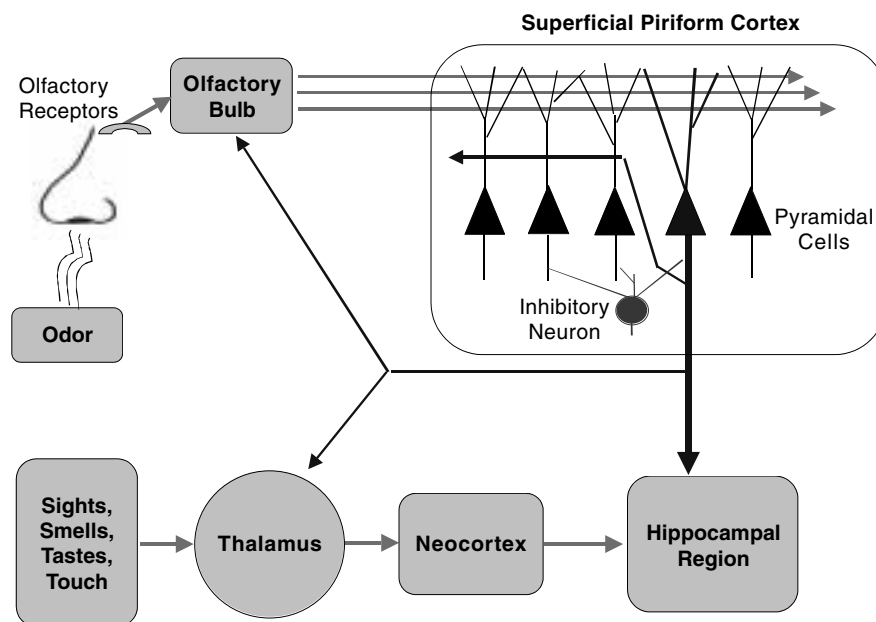 Superficial Piriform Cortex
Olfactory
Receptors
Olfactory
Bulb
Pyramidal
Cells
Inhibitory
Neuron
Odor
Sights,
Smells,
Tastes,
Touch
Thalamus
Neocortex
Hippocampal
Region